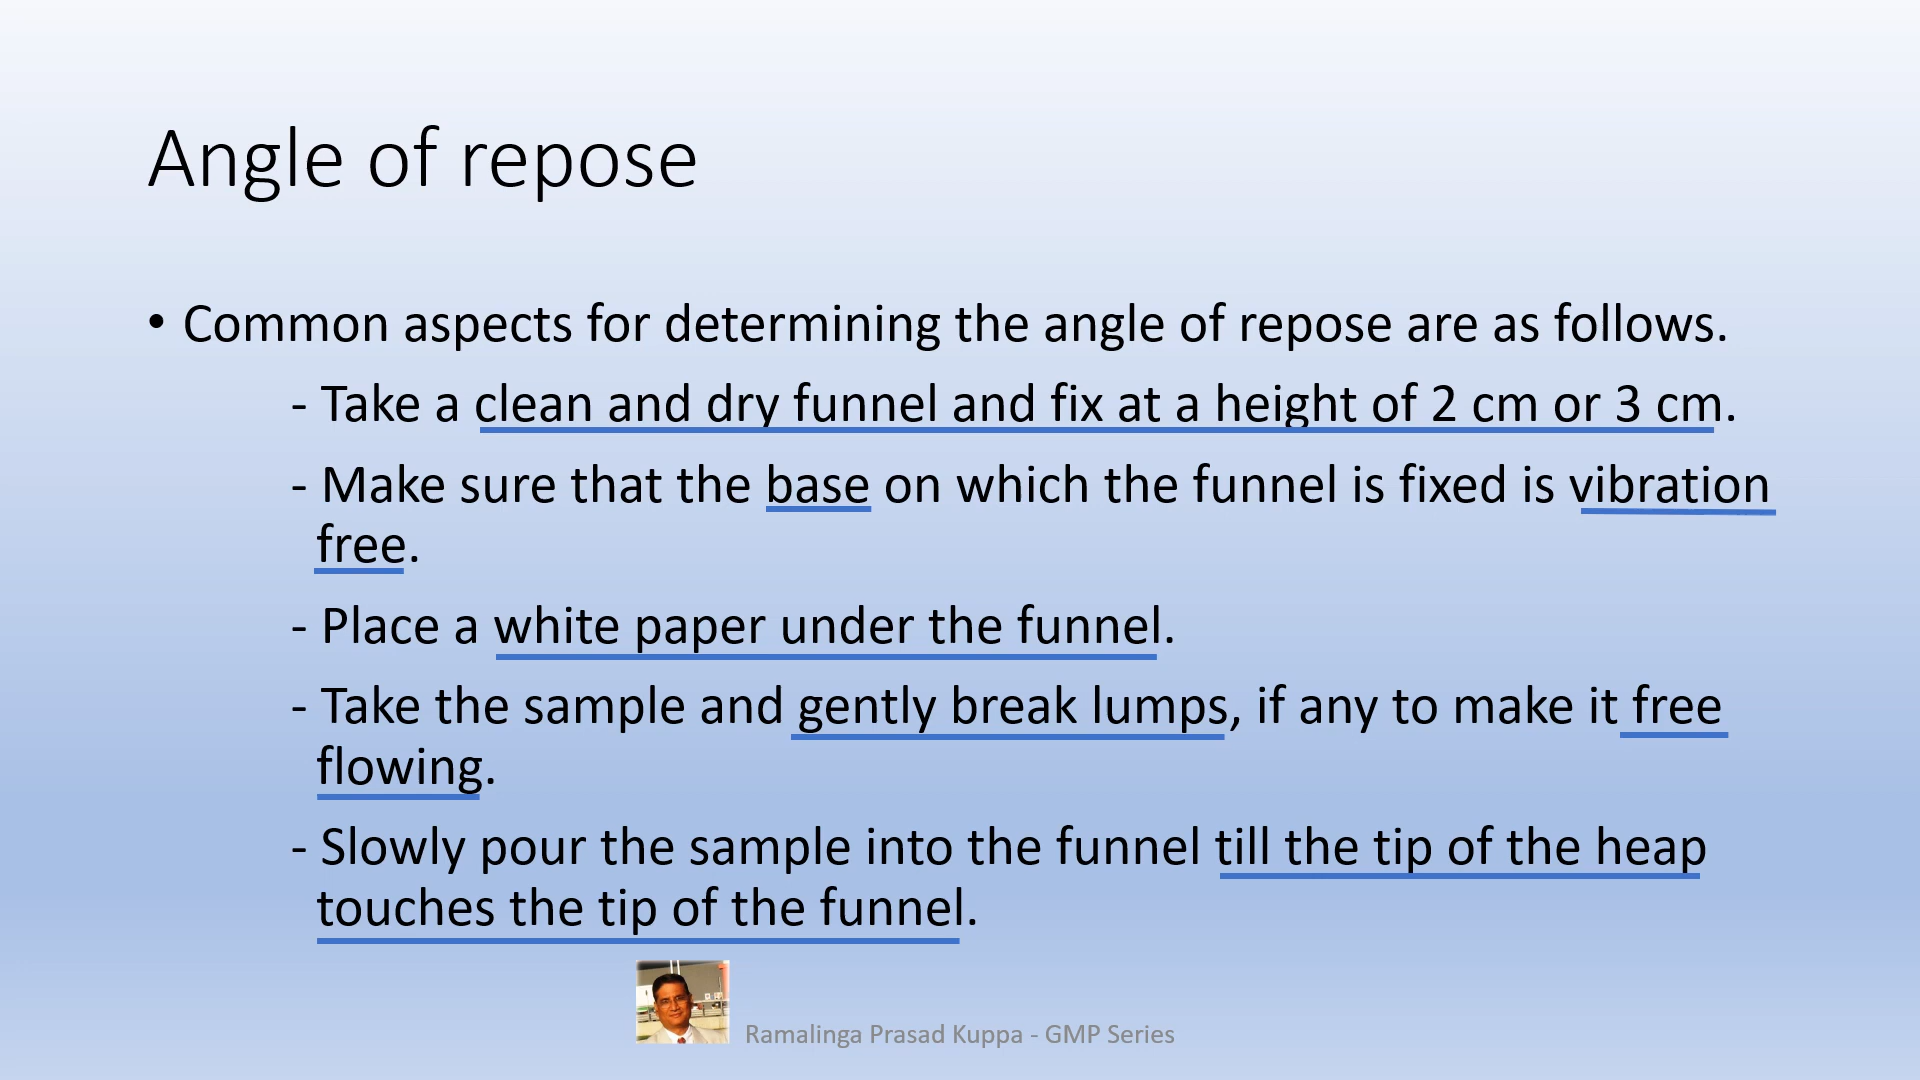 Angle of repose
• Common aspects for determining the angle of repose are as follows.
- Take a clean and dry funnel and fix at a height of 2 cm or 3 cm.
- Make sure that the base on which the funnel is fixed is vibration
free.
- Place a white paper under the funnel.
- Take the sample and gently break lumps, if any to make it free
flowing.
- Slowly pour the sample into the funnel till the tip of the heap
touches the tip of the funnel.
Ramalinga Prasad Kuppa - GMP Series